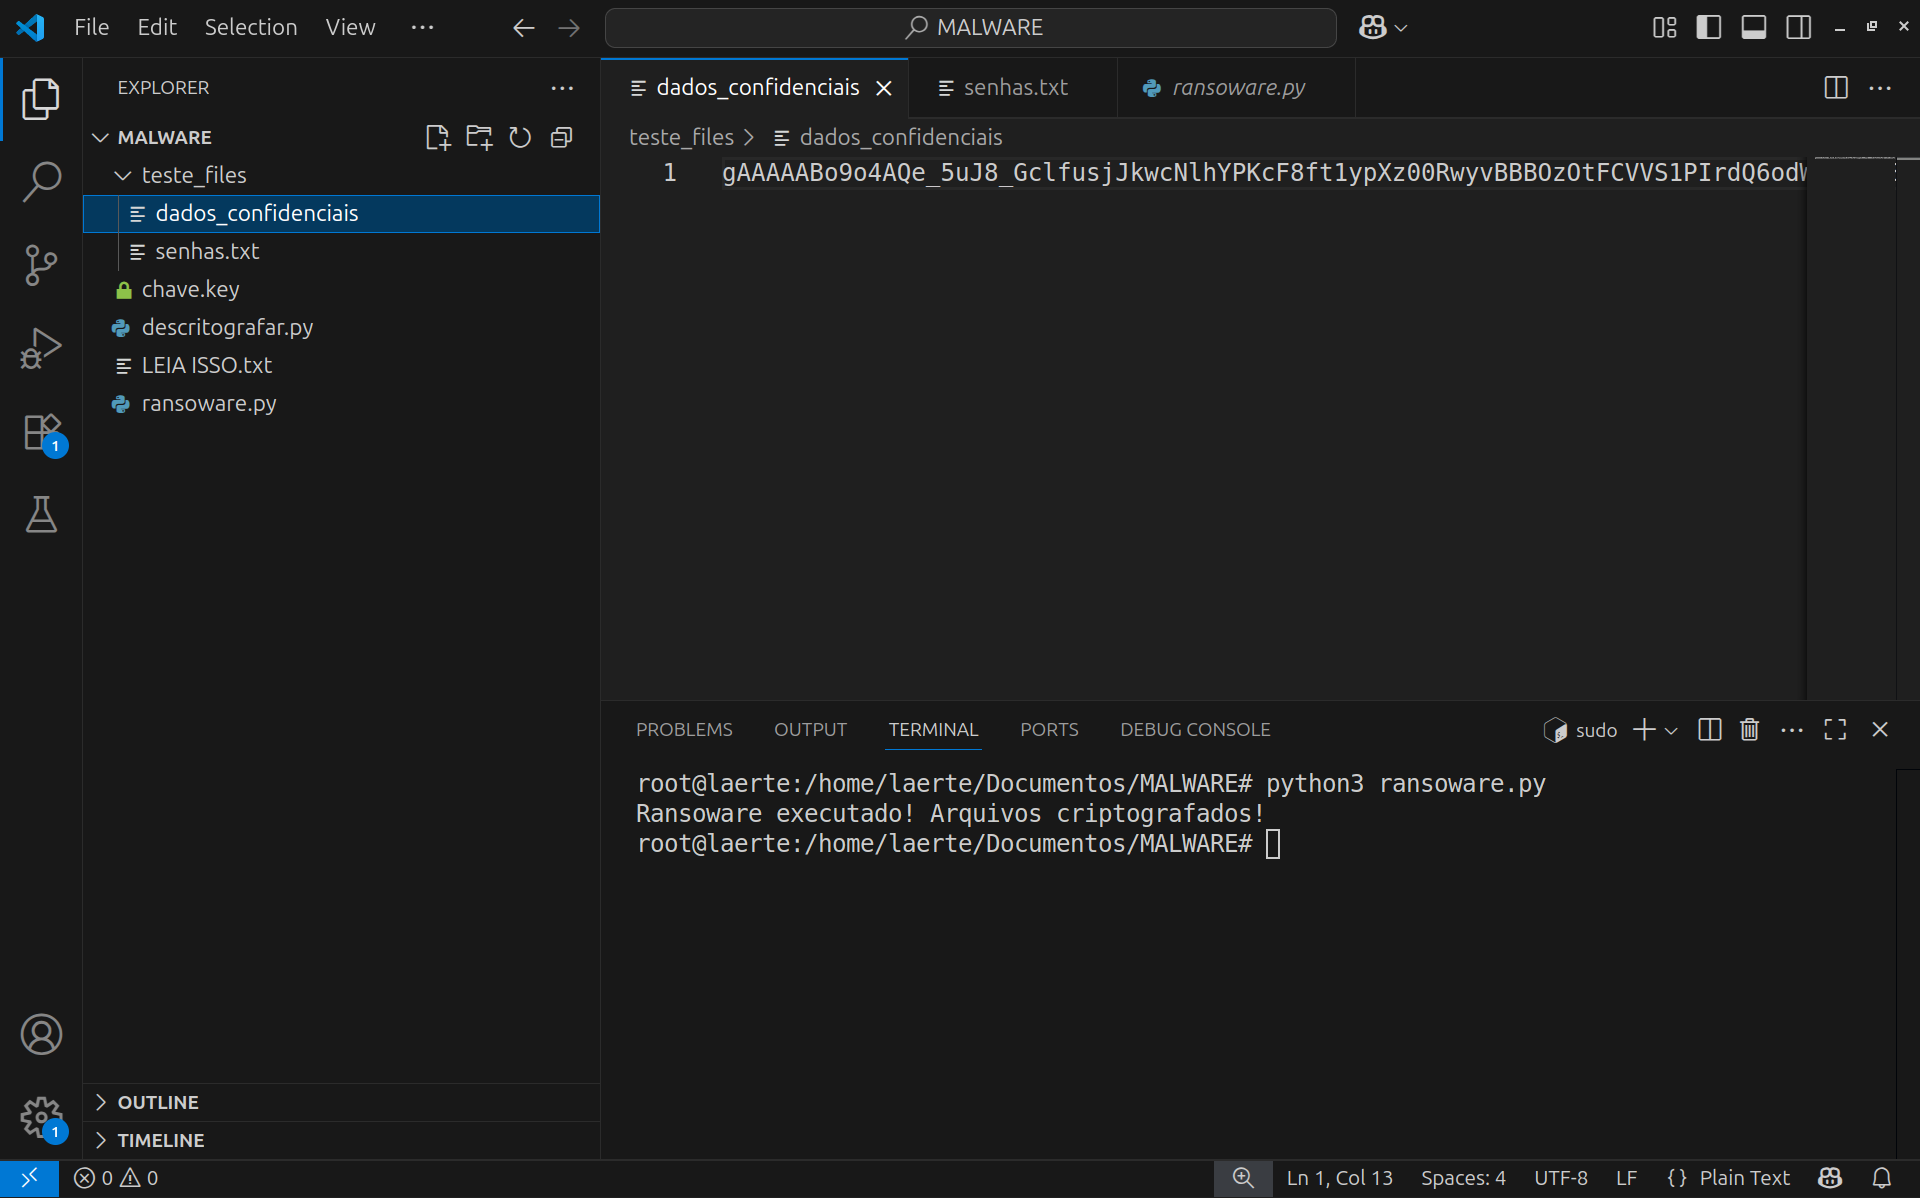 File Edit Selection View ··· MALWARE
EXPLORER
MALWARE
teste_files
dados_confidenciais
senhas.txt
chave.key
descritografar.py
LEIA ISSO.txt
ransoware.py
1
OUTLINE
TIMELINE
1
dados_confidenciais senhas.txt ransoware.py
teste_files > dados_confidenciais
1 gAAAAABo9o4AQe_5uJ8_GclfusjJkwcNlhYPKcF8ft1ypXz00RwyvBBBOzOtFCVVS1PIrdQ6odW
PROBLEMS OUTPUT TERMINAL PORTS DEBUG CONSOLE sudo
root@laerte:/home/laerte/Documentos/MALWARE# python3 ransoware.py
Ransoware executado! Arquivos criptografados!
root@laerte:/home/laerte/Documentos/MALWARE#
0 0 Ln 1, Col 13 Spaces: 4 UTF-8 LF {} Plain Text